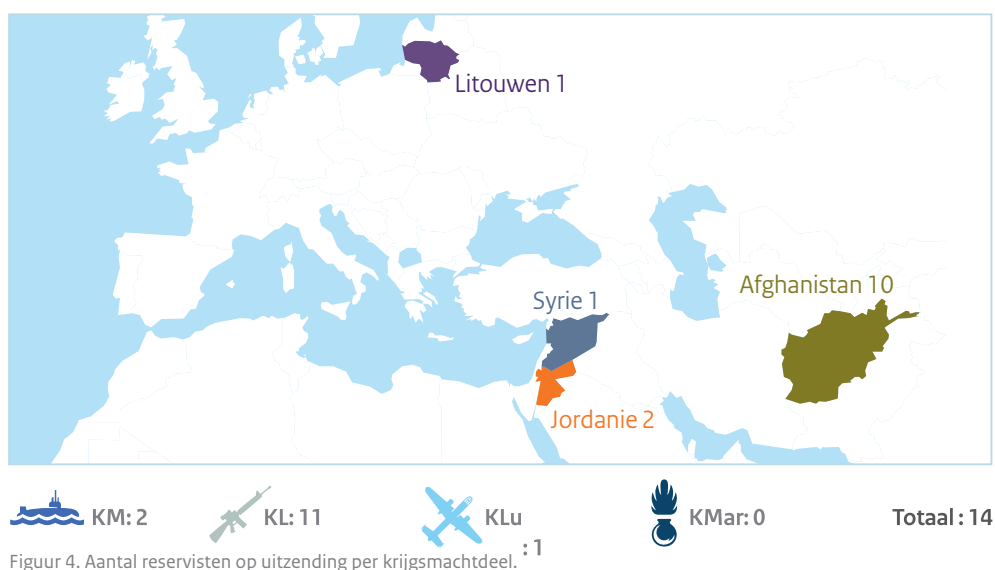 Litouwen 1
Afghanistan 10
Syrie 1
Jordanie 2
KM: 2
KL: 11
KLu
: 1
KMar: 0
Totaal : 14
Figuur 4. Aantal reservisten op uitzending per krijgsmachtdeel.